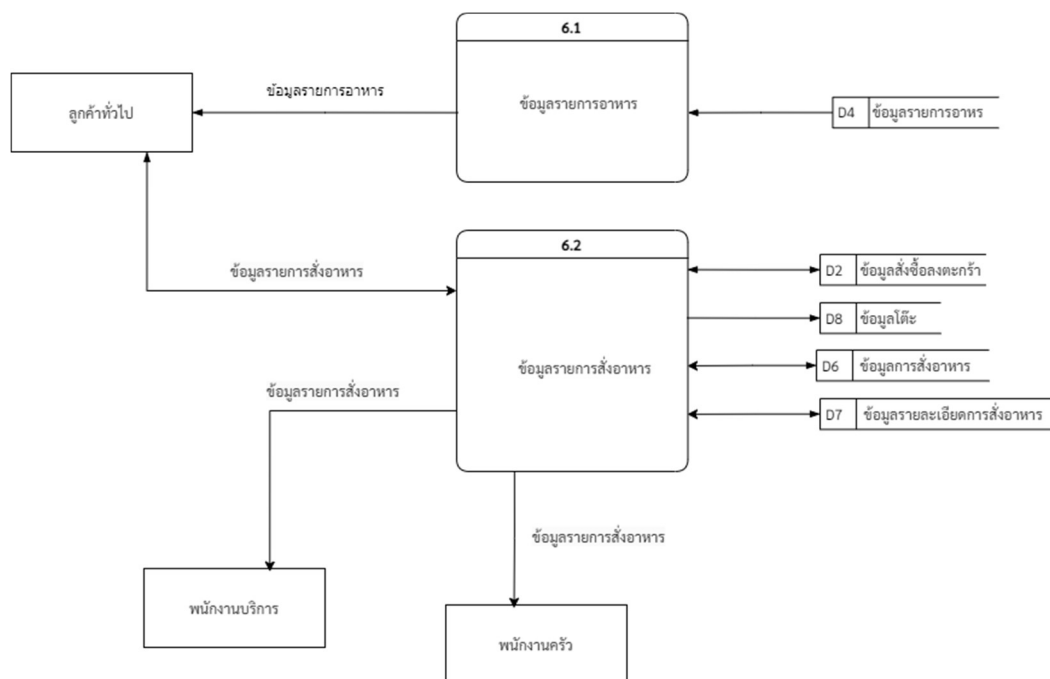 6.1
ข้อมูลรายการอาหาร
ลูกค้าทั่วไป
ข้อมูลรายการอาหาร
D4 ข้อมูลรายการอาหร
6.2
ข้อมูลรายการสั่งอาหาร
D2 ข้อมูลสั่งซื้อลงตะกร้า
D8 ข้อมูลโต๊ะ
ข้อมูลรายการสั่งอาหาร
D6 ข้อมูลการสั่งอาหาร
ข้อมูลรายการสั่งอาหาร
D7 ข้อมูลรายละเอียดการสั่งอาหาร
ข้อมูลรายการสั่งอาหาร
พนักงานบริการ
พนักงานครัว